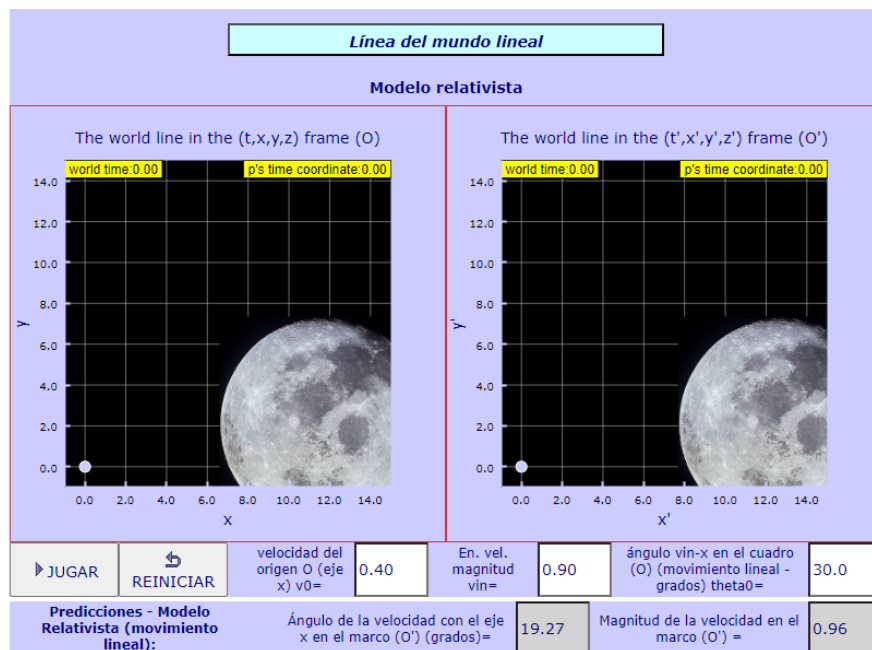 Línea del mundo lineal
Modelo relativista
The world line in the (t,x,y,z) frame (O)
world time:0.00
p's time coordinate:0.00
14.0
12.0
10.0
8.0
6.0
4.0
2.0
0.0
y
0.0 2.0 4.0 6.0 8.0 10.0 12.0 14.0
x
The world line in the (t',x',y',z') frame (O')
world time:0.00
p's time coordinate:0.00
14.0
12.0
10.0
8.0
6.0
4.0
2.0
0.0
y'
0.0 2.0 4.0 6.0 8.0 10.0 12.0 14.0
x'
JUGAR
REINICIAR
velocidad del
origen O (eje
x) v0=
0.40
En. vel.
magnitud
vin=
0.90
ángulo vin-x en el cuadro
(O) (movimiento lineal -
grados) theta0=
30.0
Predicciones - Modelo
Relativista (movimiento
lineal):
Ángulo de la velocidad con el eje
x en el marco (O') (grados)=
19.27
Magnitud de la velocidad en el
marco (O') =
0.96